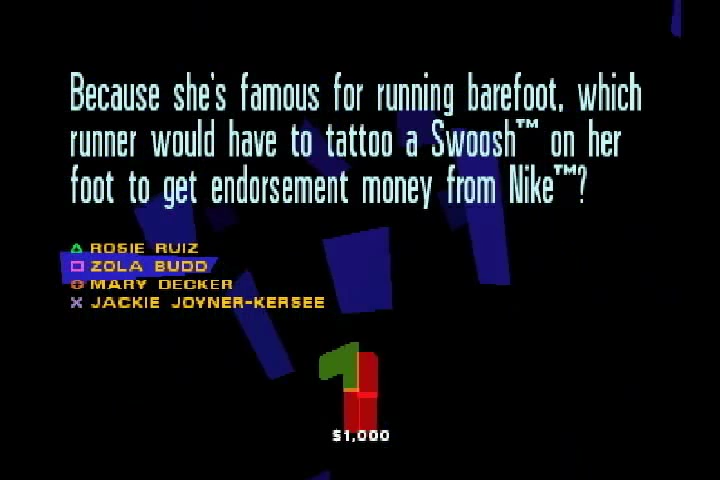 Because she's famous for running barefoot, which
runner would have to tattoo a Swoosh™ on her
foot to get endorsement money from Nike™?
ROSIE RUIZ
ZOLA BUDD
MARY DECKER
X JACKIE JOYNER-KERSEE
1
$1,000